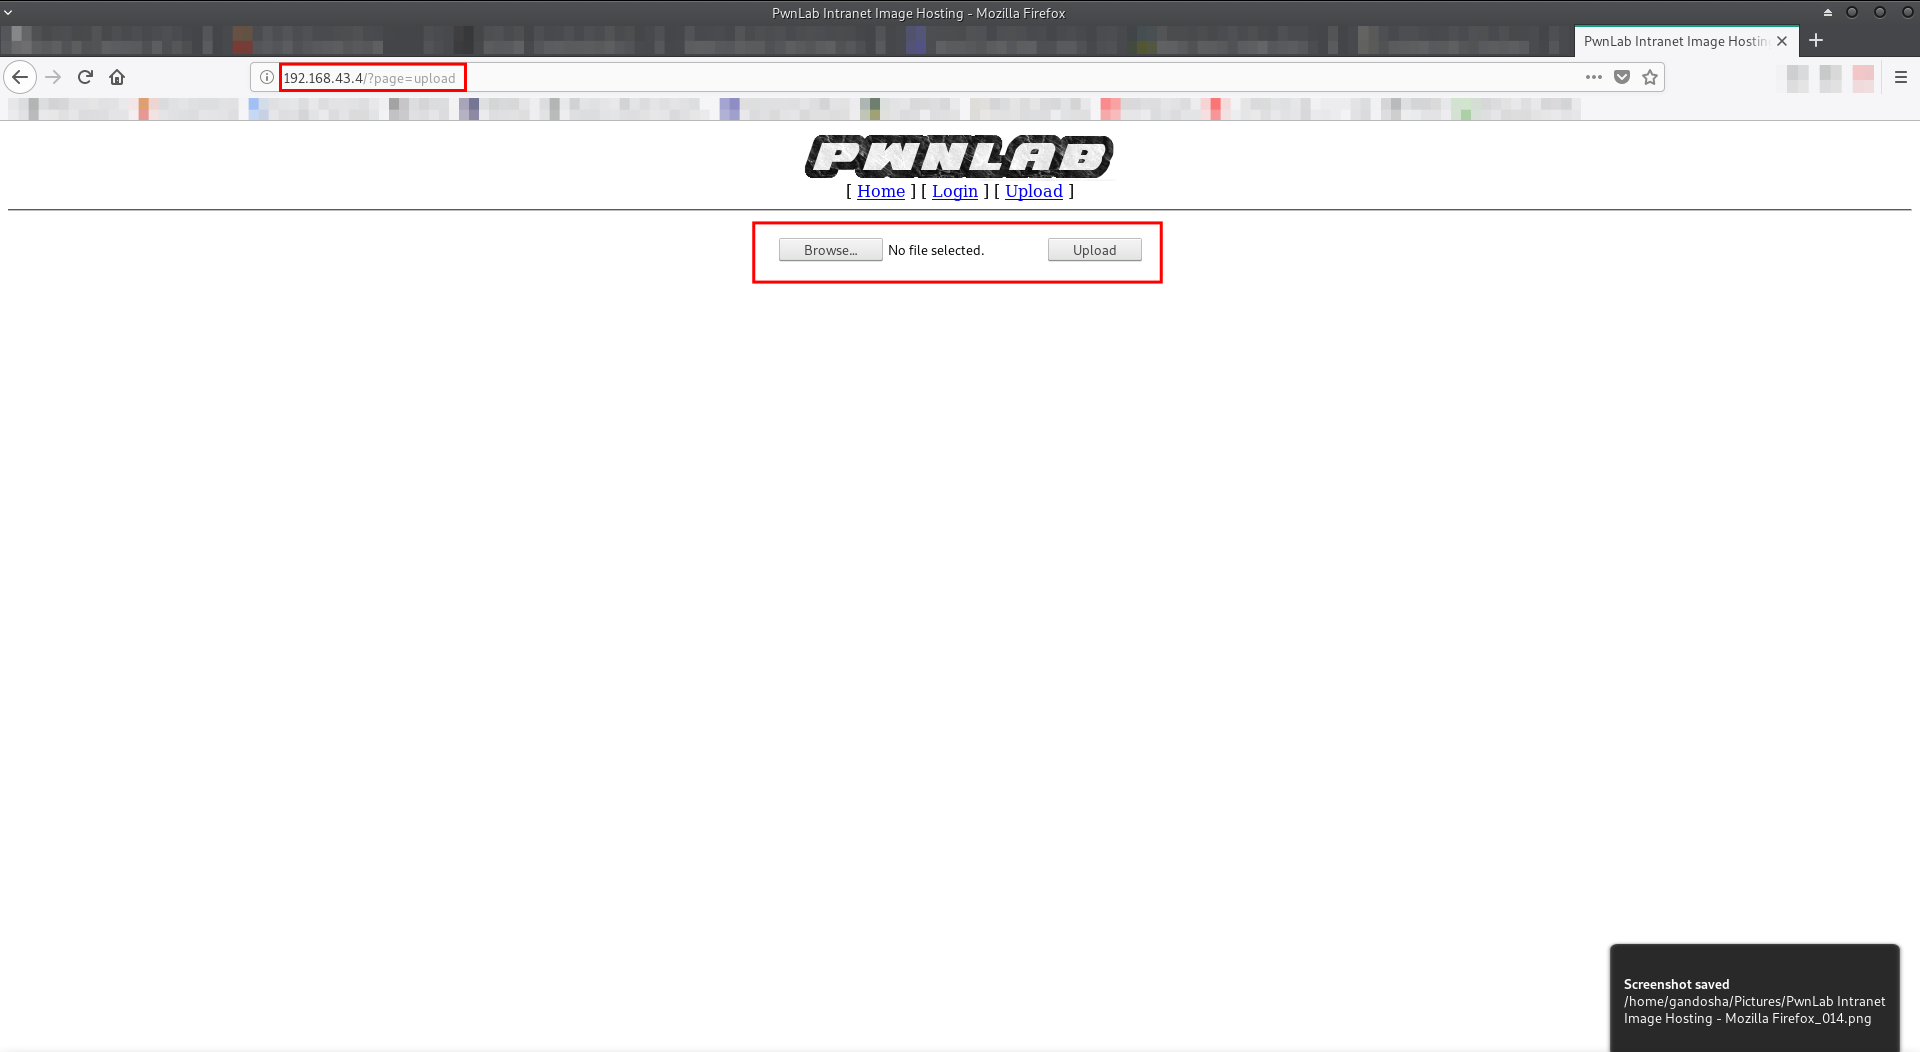 PwnLab Intranet Image Hosting - Mozilla Firefox
PwnLab Intranet Image Hostin
192.168.43.4/?page=upload
PWNLAB
[ Home ] [ Login ] [ Upload ]
Browse... No file selected. Upload
Screenshot saved
/home/gandosha/Pictures/PwnLab Intranet
Image Hosting - Mozilla Firefox_014.png